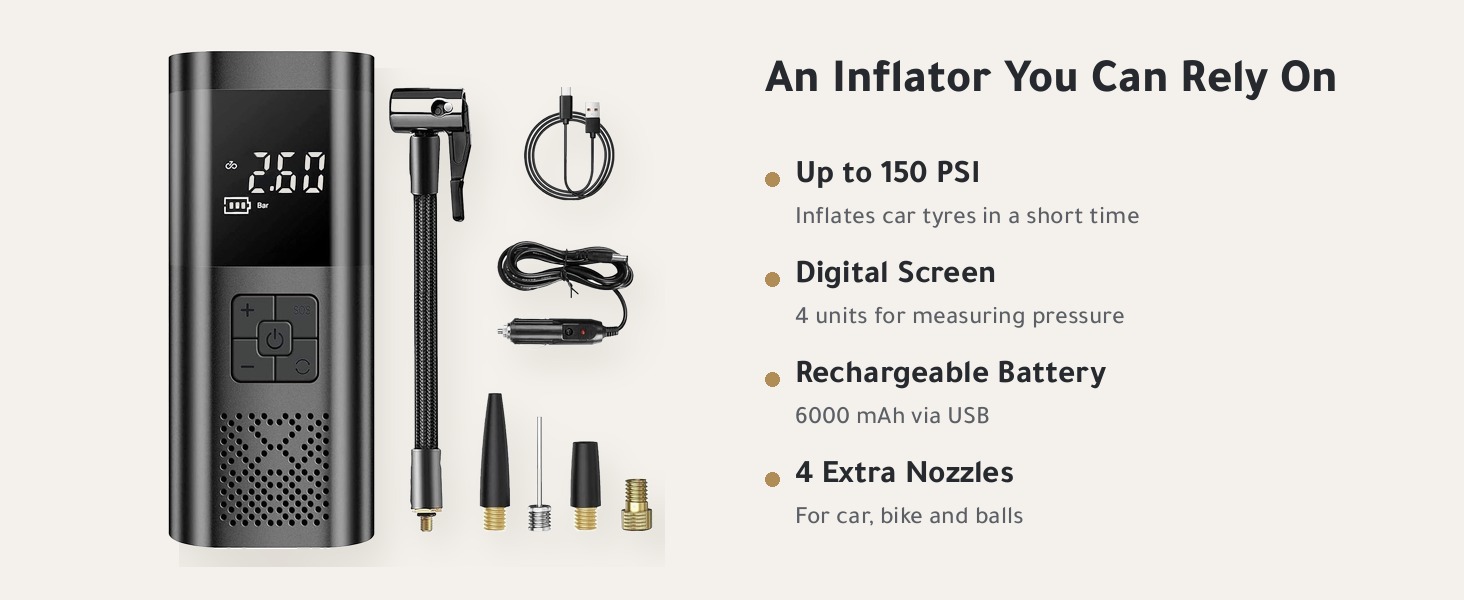 An Inflator You Can Rely On
2.60
Bar
SOS
Up to 150 PSI
Inflates car tyres in a short time
Digital Screen
4 units for measuring pressure
Rechargeable Battery
6000 mAh via USB
4 Extra Nozzles
For car, bike and balls